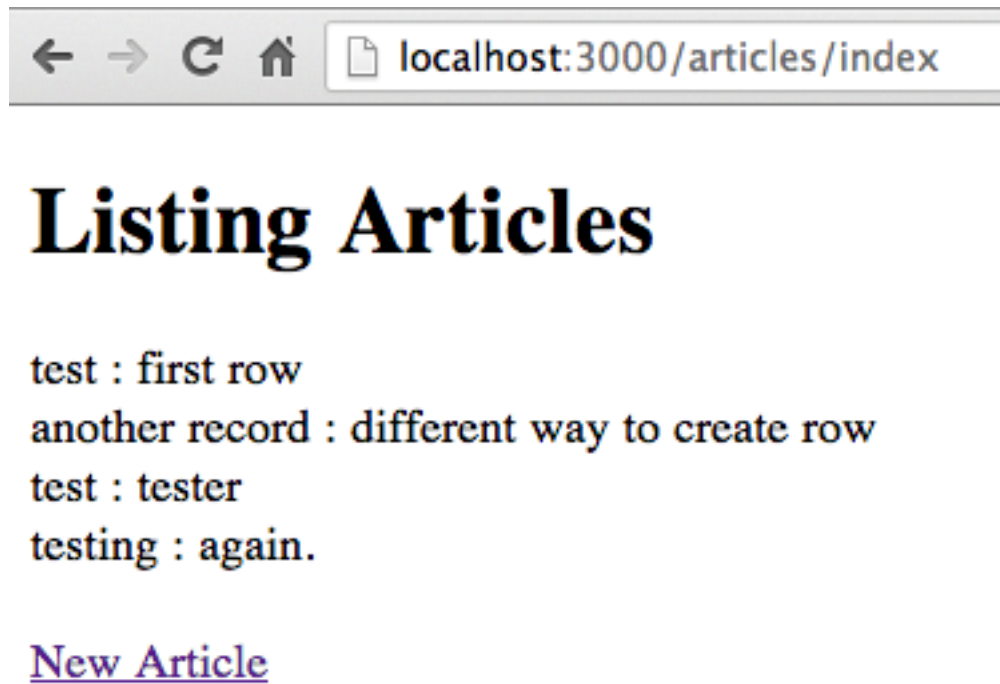 localhost:3000/articles/index
Listing Articles
test : first row
another record : different way to create row
test : tester
testing : again.
New Article